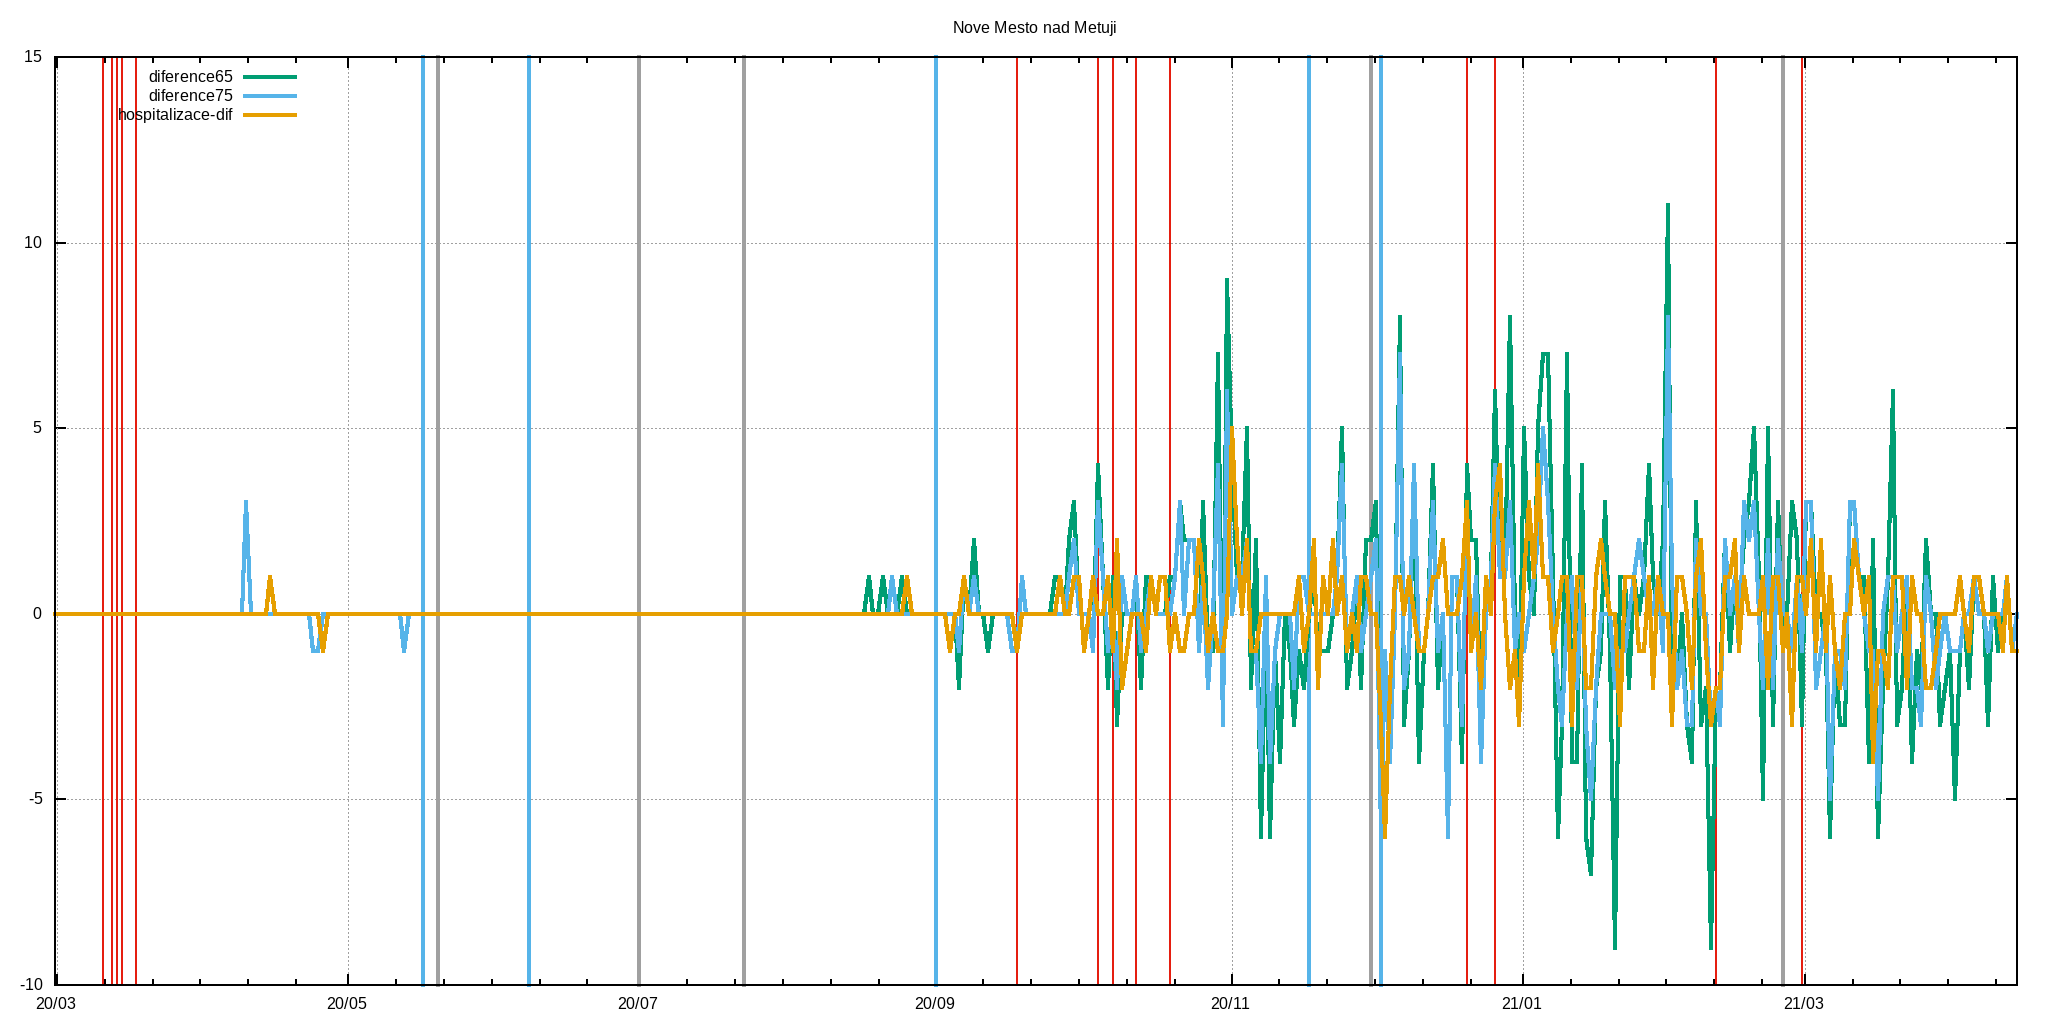 Nove Mesto nad Metuji
15
diference65
diference75
hospitalizace-dif
10
5
0
-5
-10
20/03 20/05 20/07 20/09 20/11 21/01 21/03